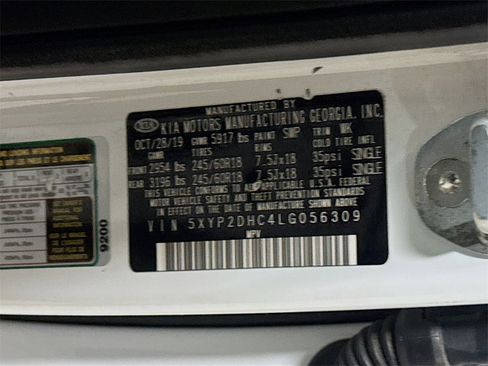 MANUFACTURED BY
KIA KIA MOTORS MANUFACTURING GEORGIA, INC.
OCT/28/19 GVWR 5917 lbs PAINT SWP TRIM WK
GAWR TIRES RIMS COLD TIRE INFL
FRONT 2954 lbs 245/60R18 7.5Jx18 35psi SINGLE
REAR 3196 lbs 245/60R18 7.5Jx18 35psi SINGLE
THIS VEHICLE CONFORMS TO ALL APPLICABLE U.S.A. FEDERAL
MOTOR VEHICLE SAFETY AND
IN EFFECT ON THE DATE OF MANUFACTURE SHOWN ABOVE
VIN 5XYP2DHC4LG056309
MPV
9200